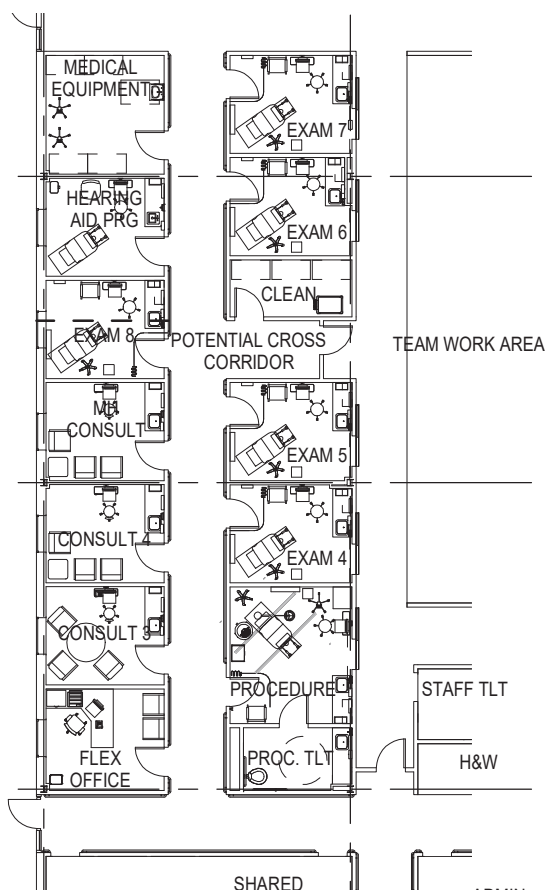 MEDICAL
EQUIPMENT
EXAM 7
HEARING
AID PRG
EXAM 6
CLEAN
EXAM 8
POTENTIAL CROSS
CORRIDOR
TEAM WORK AREA
MH
CONSULT
EXAM 5
CONSULT 4
EXAM 4
CONSULT 3
PROCEDURE
STAFF TLT
FLEX
OFFICE
PROC. TLT
H&W
SHARED
ADMIN